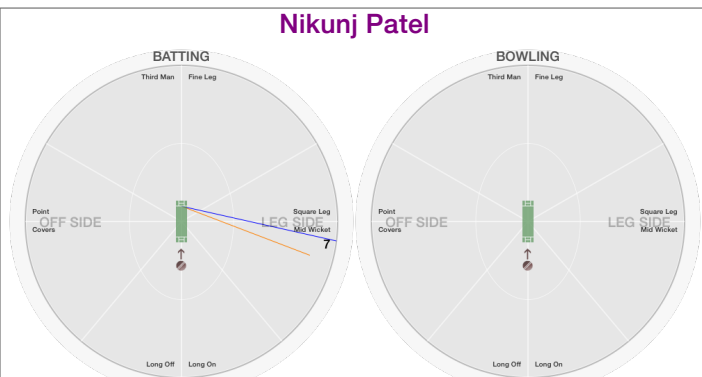 Nikunj Patel
BATTING
Third Man
Fine Leg
Point
OFF SIDE
Covers
Square Leg
LEG SIDE
Mid Wicket
7
Long Off
Long On
BOWLING
Third Man
Fine Leg
Point
OFF SIDE
Covers
Square Leg
LEG SIDE
Mid Wicket
Long Off
Long On